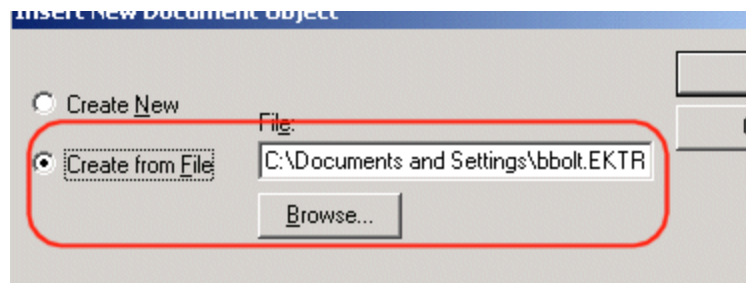 Insert New Document Object
Create New
File:
Create from File
C:\Documents and Settings\bbolt.EKTR
Browse...